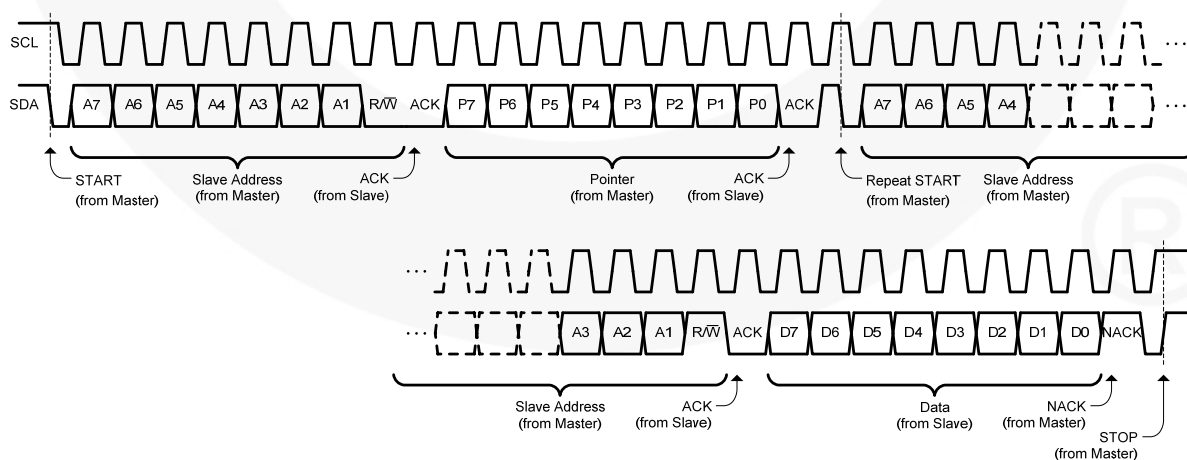 SCL
...
SDA A7 A6 A5 A4 A3 A2 A1 R/W̅ ACK P7 P6 P5 P4 P3 P2 P1 P0 ACK A7 A6 A5 A4 ...
START
(from Master)
Slave Address
(from Master)
ACK
(from Slave)
Pointer
(from Master)
ACK
(from Slave)
Repeat START
(from Master)
Slave Address
(from Master)
...
... A3 A2 A1 R/W̅ ACK D7 D6 D5 D4 D3 D2 D1 D0 NACK
Slave Address
(from Master)
ACK
(from Slave)
Data
(from Slave)
NACK
(from Master)
STOP
(from Master)
®